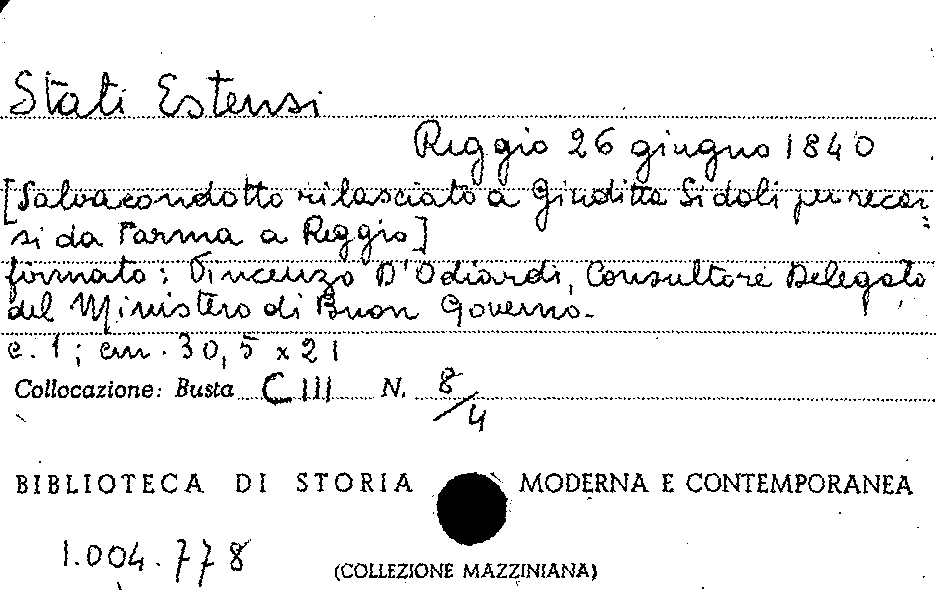 Stati Estensi
Reggio 26 giugno 1840
[Salvacondotto rilasciato a Giuditta Sidoli per recar-
si da Parma a Reggio]
firmato: Vincenzo D'Odiardi, Consultore Delegato
del Ministero di Buon Governo.
c. 1; cm. 30,5 x 21
Collocazione: Busta C III N. 8/4
BIBLIOTECA DI STORIA MODERNA E CONTEMPORANEA
1.004.778
(COLLEZIONE MAZZINIANA)